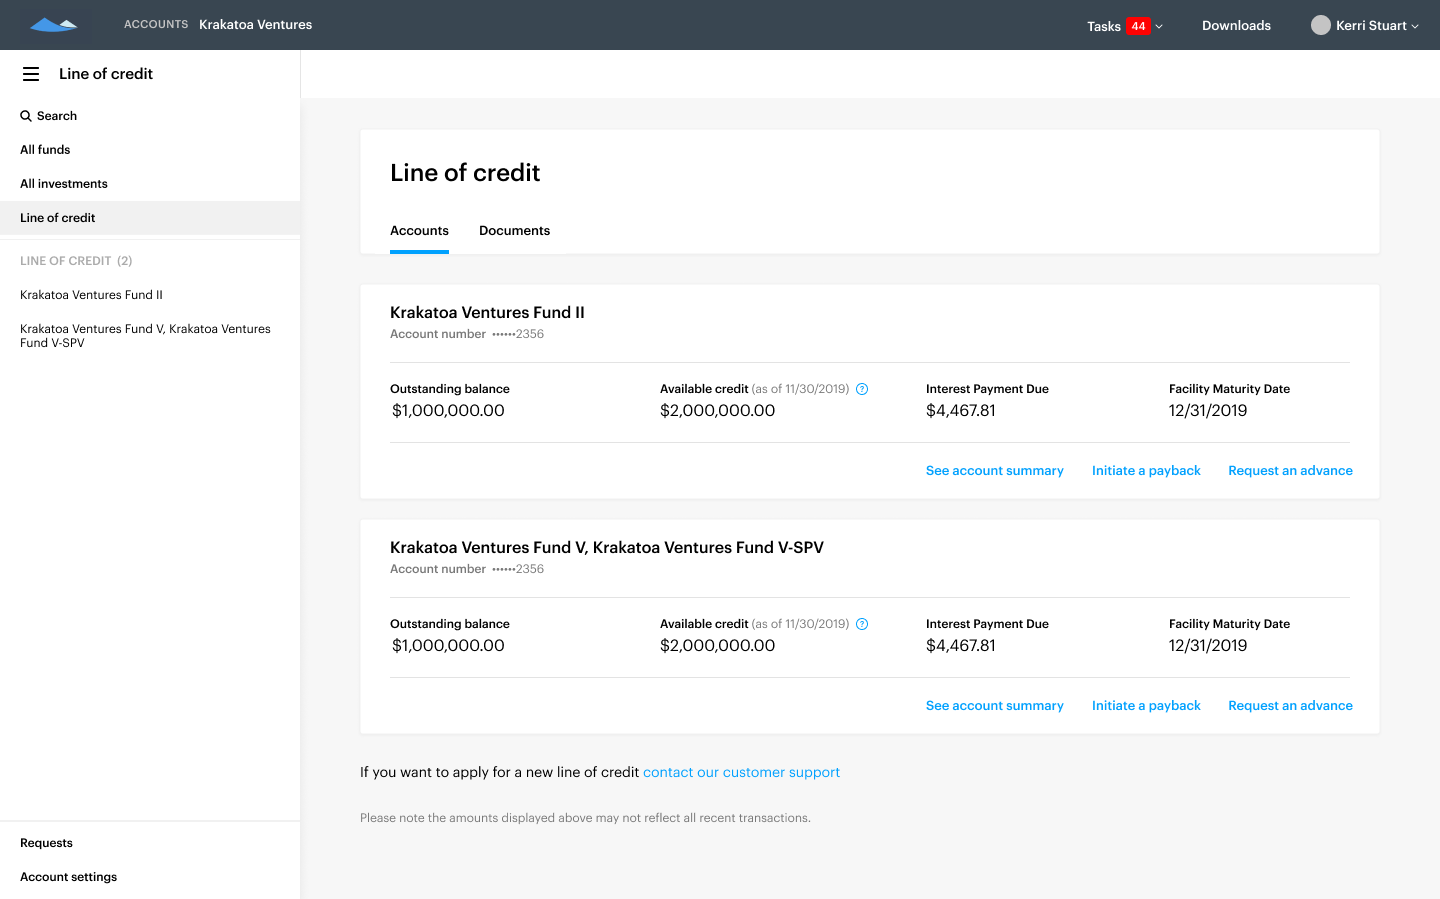 ACCOUNTS Krakatoa Ventures
Tasks 44
Downloads
Kerri Stuart
Line of credit
Search
All funds
All investments
Line of credit
LINE OF CREDIT (2)
Krakatoa Ventures Fund II
Krakatoa Ventures Fund V, Krakatoa Ventures
Fund V-SPV
Requests
Account settings
Line of credit
Accounts Documents
Krakatoa Ventures Fund II
Account number ••••••2356
Outstanding balance Available credit (as of 11/30/2019) ? Interest Payment Due Facility Maturity Date
$1,000,000.00 $2,000,000.00 $4,467.81 12/31/2019
See account summary Initiate a payback Request an advance
Krakatoa Ventures Fund V, Krakatoa Ventures Fund V-SPV
Account number ••••••2356
Outstanding balance Available credit (as of 11/30/2019) ? Interest Payment Due Facility Maturity Date
$1,000,000.00 $2,000,000.00 $4,467.81 12/31/2019
See account summary Initiate a payback Request an advance
If you want to apply for a new line of credit contact our customer support
Please note the amounts displayed above may not reflect all recent transactions.